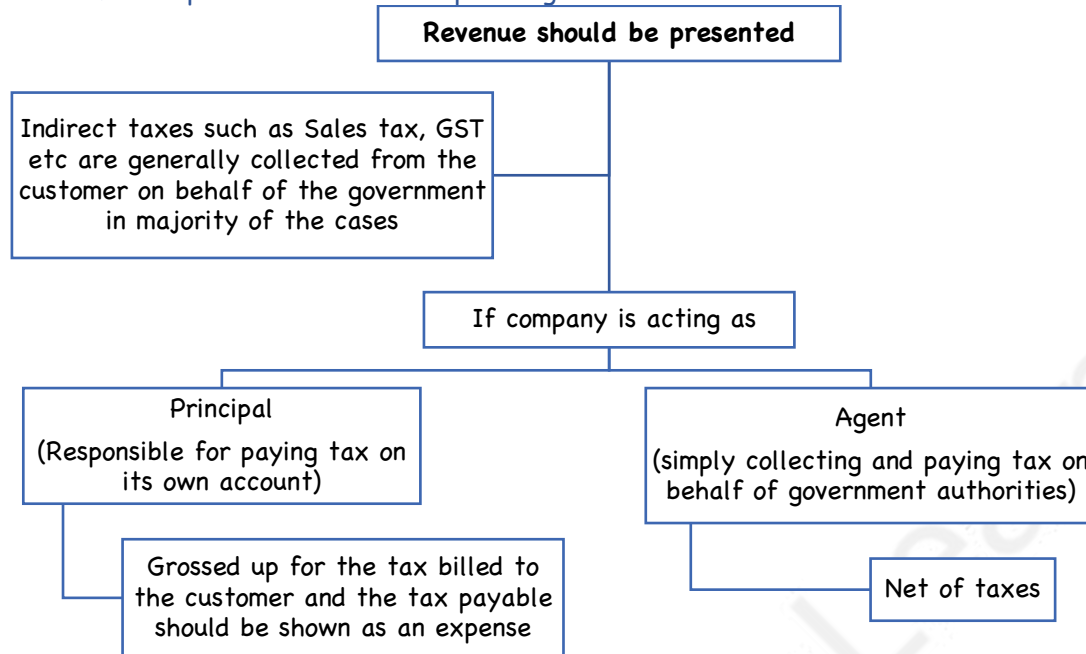 Revenue should be presented
Indirect taxes such as Sales tax, GST
etc are generally collected from the
customer on behalf of the government
in majority of the cases
If company is acting as
Principal
(Responsible for paying tax on
its own account)
Agent
(simply collecting and paying tax on
behalf of government authorities)
Grossed up for the tax billed to
the customer and the tax payable
should be shown as an expense
Net of taxes